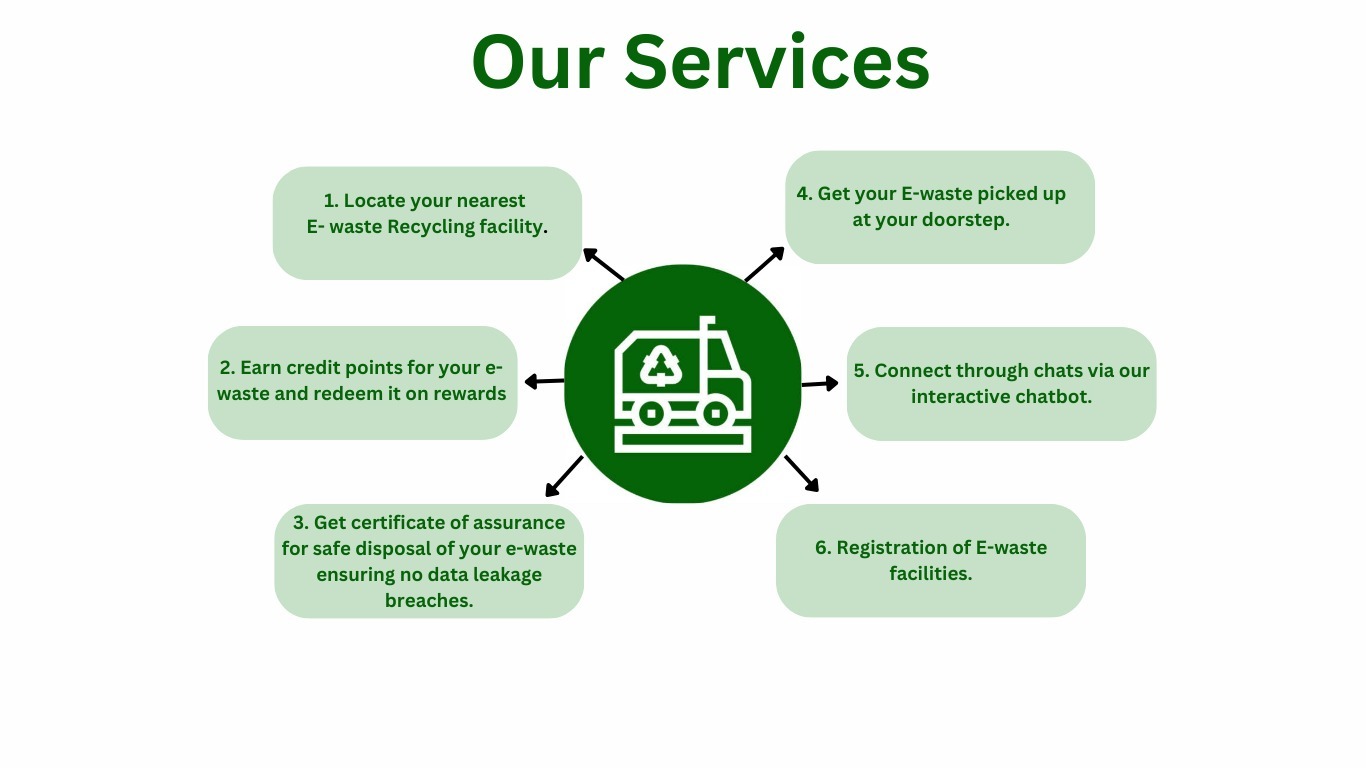 Our Services
1. Locate your nearest
E- waste Recycling facility.
2. Earn credit points for your e-
waste and redeem it on rewards
3. Get certificate of assurance
for safe disposal of your e-waste
ensuring no data leakage
breaches.
4. Get your E-waste picked up
at your doorstep.
5. Connect through chats via our
interactive chatbot.
6. Registration of E-waste
facilities.